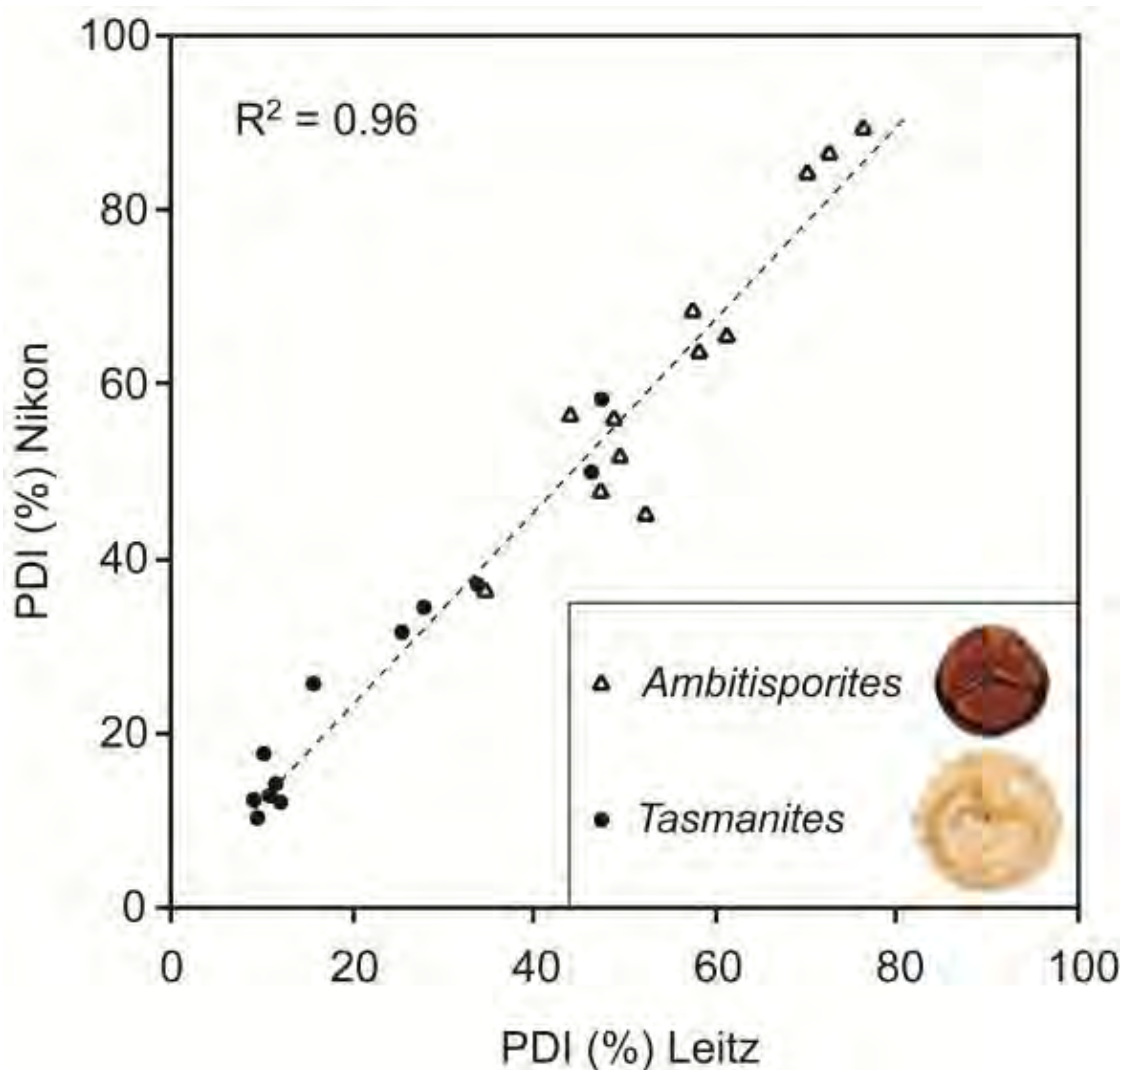 100
R² = 0.96
80
PDI (%) Nikon
60
40
Ambitisporites
20
Tasmanites
0
0 20 40 60 80 100
PDI (%) Leitz